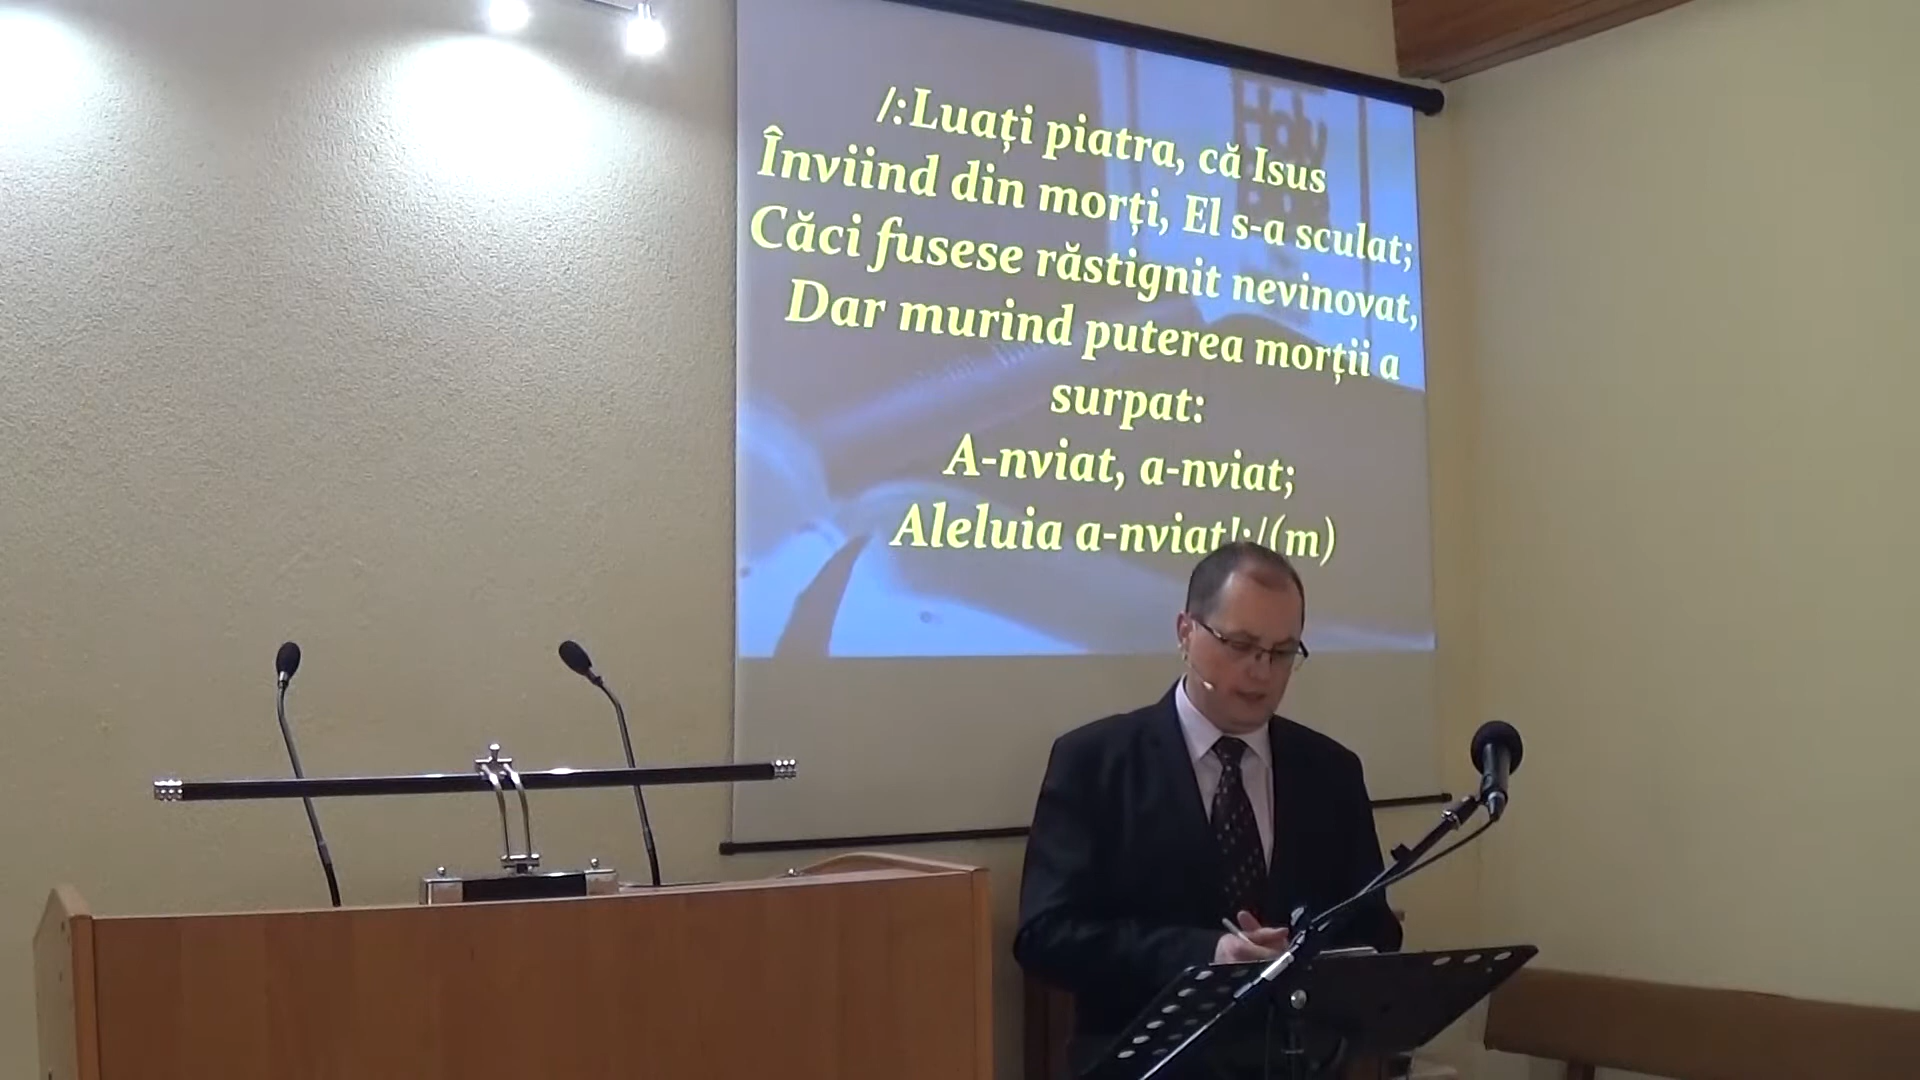 /:Luați piatra, că Isus
Înviind din morți, El s-a sculat;
Căci fusese răstignit nevinovat,
Dar murind puterea morții a
surpat:
A-nviat, a-nviat;
Aleluia a-nviat!:/(m)
Holy